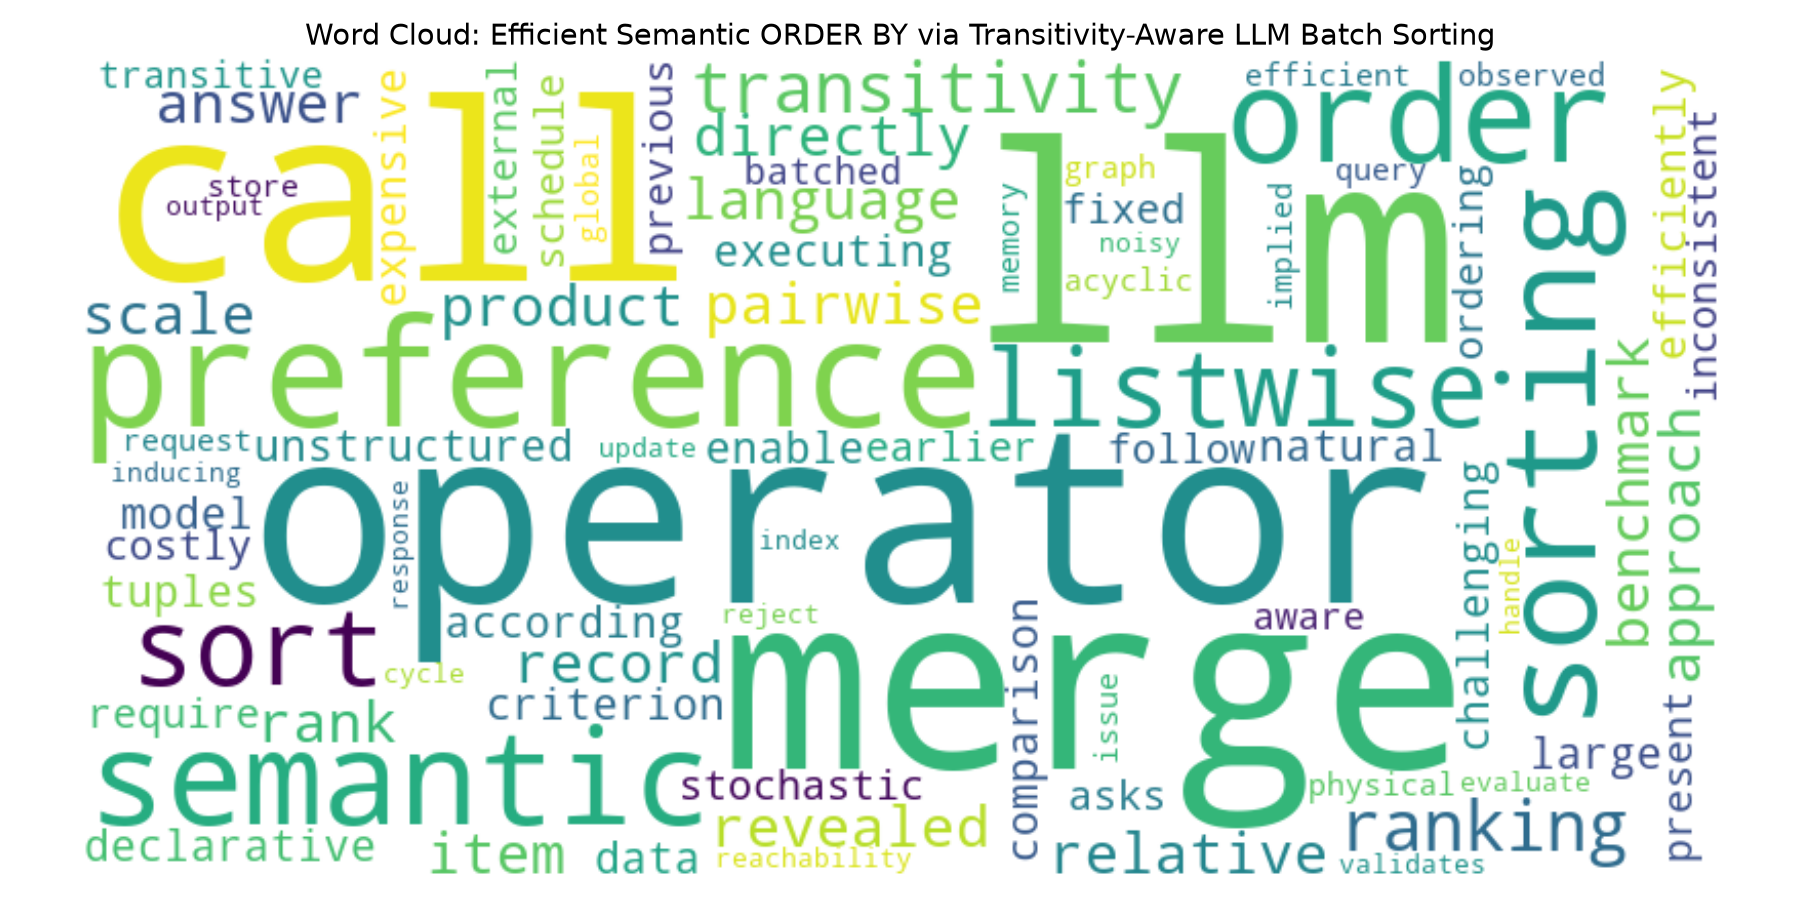 Word Cloud: Efficient Semantic ORDER BY via Transitivity-Aware LLM Batch Sorting
transitive
answer
call
store
output
expensive
external
schedule
global
previous
transitivity
directly
batched
language
executing
llm
memory
graph
fixed
noisy
acyclic
implied
efficient
observed
order
query
ordering
sorting
efficiently
inconsistent
scale
product
pairwise
preference
listwise
benchmark
approach
request
unstructured
update
enable
earlier
follow
natural
inducing
model
costly
operator
response
index
challenging
handle
tuples
according
reject
aware
sort
cycle
record
criterion
merge
comparison
issue
require
rank
semantic
stochastic
asks
physical
evaluate
large
present
declarative
item
data
revealed
reachability
relative
ranking
validates